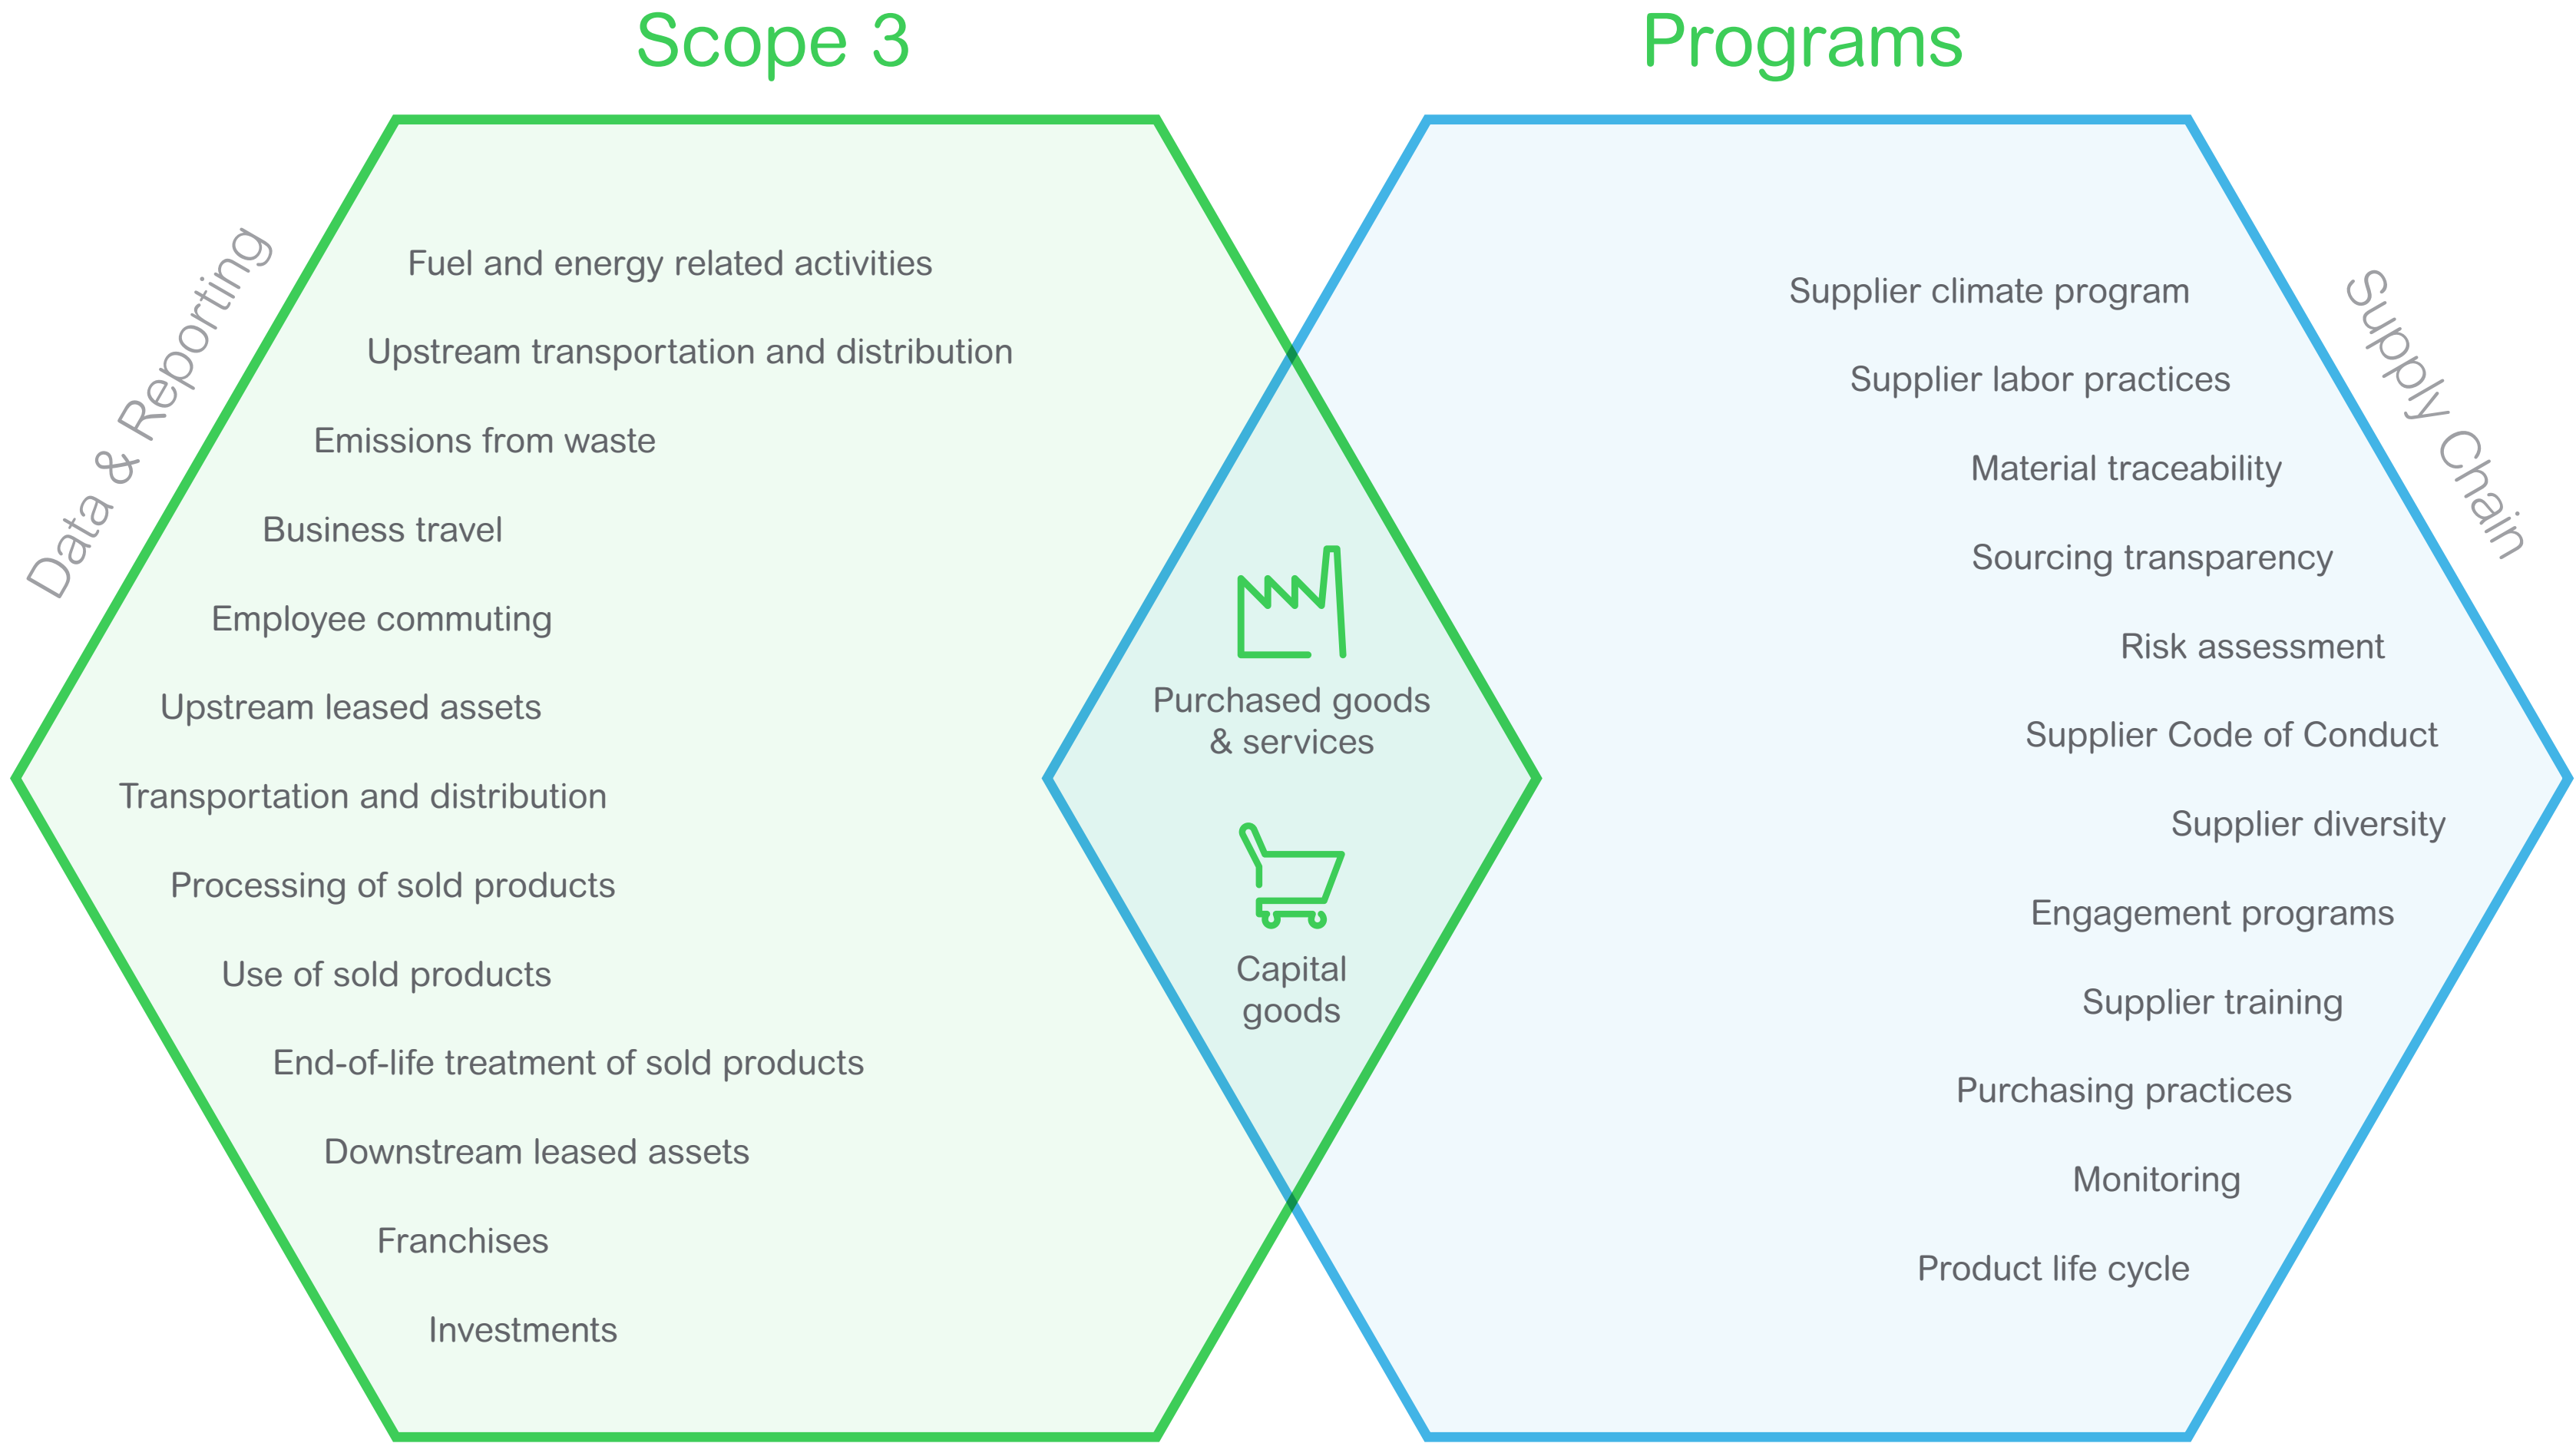 Scope 3
Programs
Data & Reporting
Fuel and energy related activities
Upstream transportation and distribution
Emissions from waste
Business travel
Employee commuting
Upstream leased assets
Transportation and distribution
Processing of sold products
Use of sold products
End-of-life treatment of sold products
Downstream leased assets
Franchises
Investments
Purchased goods
& services
Capital
goods
Supply Chain
Supplier climate program
Supplier labor practices
Material traceability
Sourcing transparency
Risk assessment
Supplier Code of Conduct
Supplier diversity
Engagement programs
Supplier training
Purchasing practices
Monitoring
Product life cycle